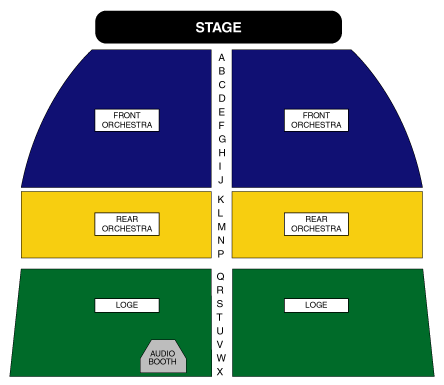 STAGE
A
B
C
D
E
F
G
H
I
J
FRONT
ORCHESTRA
FRONT
ORCHESTRA
K
L
M
N
P
REAR
ORCHESTRA
REAR
ORCHESTRA
Q
R
S
T
U
V
W
X
LOGE
LOGE
AUDIO
BOOTH